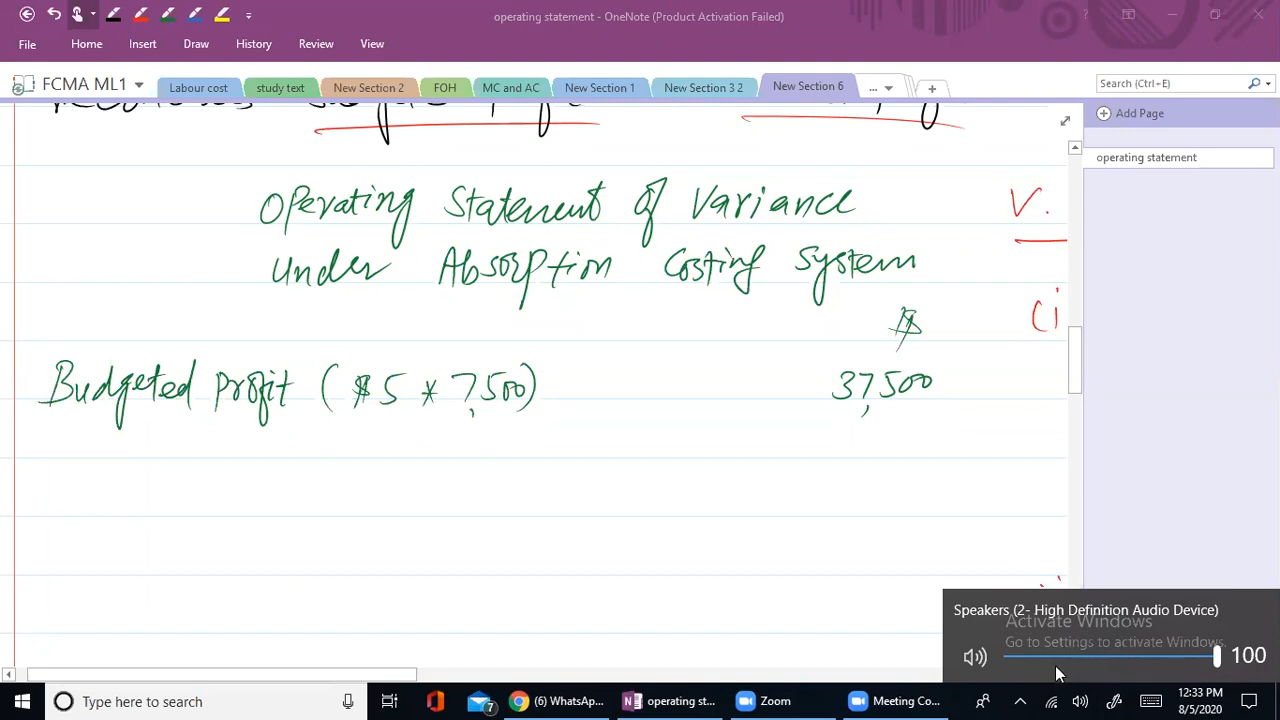 operating statement - OneNote (Product Activation Failed)
File Home Insert Draw History Review View
FCMA ML1 Labour cost study text New Section 2 FOH MC and AC New Section 1 New Section 3 2 New Section 6 ... Search (Ctrl+E)
Add Page
operating statement
Operating Statement of Variance
Under Absorption Costing System
$
Budgeted Profit ($5 * 7,500) 37,500
V.
(i
Speakers (2- High Definition Audio Device)
Activate Windows
Go to Settings to activate Windows.
100
Type here to search
7
(6) WhatsApp...
operating st...
Zoom
Meeting Co...
12:33 PM
8/5/2020